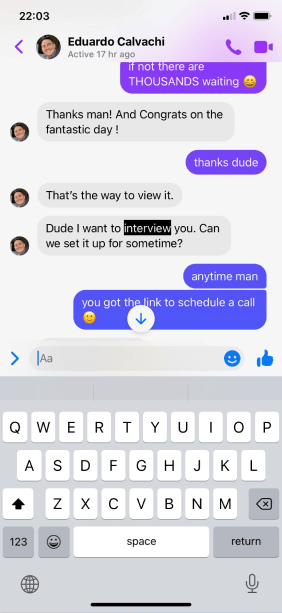 22:03
Eduardo Calvachi
Active 17 hr ago
if not there are
THOUSANDS waiting 😄
Thanks man! And Congrats on the
fantastic day !
thanks dude
That's the way to view it.
Dude I want to interview you. Can
we set it up for sometime?
anytime man
you got the link to schedule a call
🙂
Aa
Q W E R T Y U I O P
A S D F G H J K L
Z X C V B N M
123 space return